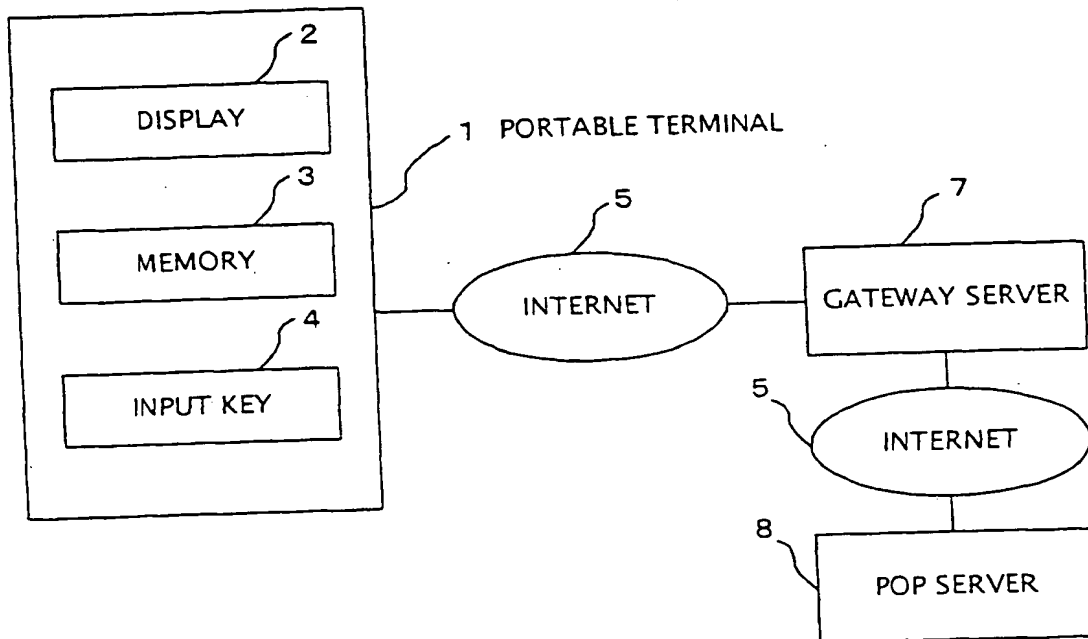 2
DISPLAY
1 PORTABLE TERMINAL
3
MEMORY
4
INPUT KEY
5
INTERNET
7
GATEWAY SERVER
5
INTERNET
8
POP SERVER